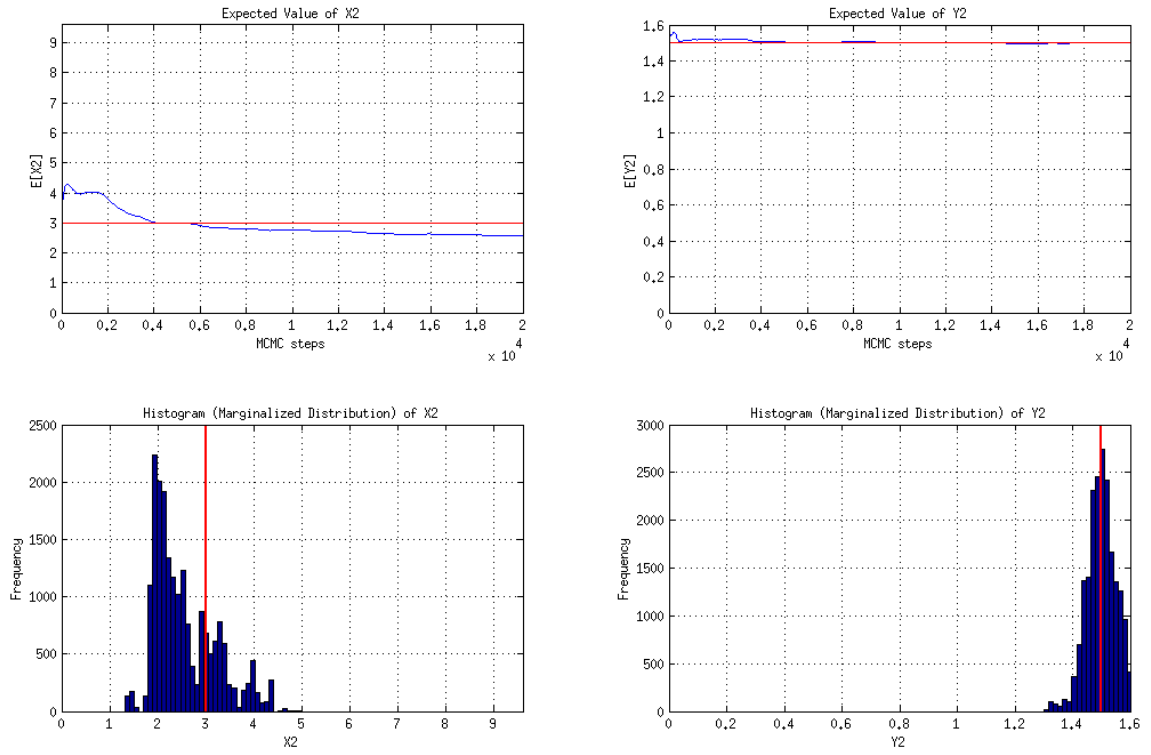 Expected Value of X2
9
8
7
6
5
4
3
2
1
0
E[X2]
0 0.2 0.4 0.6 0.8 1 1.2 1.4 1.6 1.8 2
MCMC steps
x 10 4
Expected Value of Y2
1.6
1.4
1.2
1
0.8
0.6
0.4
0.2
0
E[Y2]
0 0.2 0.4 0.6 0.8 1 1.2 1.4 1.6 1.8 2
MCMC steps
x 10 4
Histogram (Marginalized Distribution) of X2
2500
2000
1500
1000
500
0
Frequency
0 1 2 3 4 5 6 7 8 9
X2
Histogram (Marginalized Distribution) of Y2
3000
2500
2000
1500
1000
500
0
Frequency
0 0.2 0.4 0.6 0.8 1 1.2 1.4 1.6
Y2